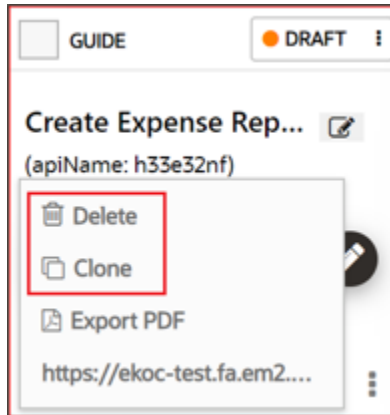 GUIDE
DRAFT
Create Expense Rep...
(apiName: h33e32nf)
Delete
Clone
Export PDF
https://ekoc-test.fa.em2....